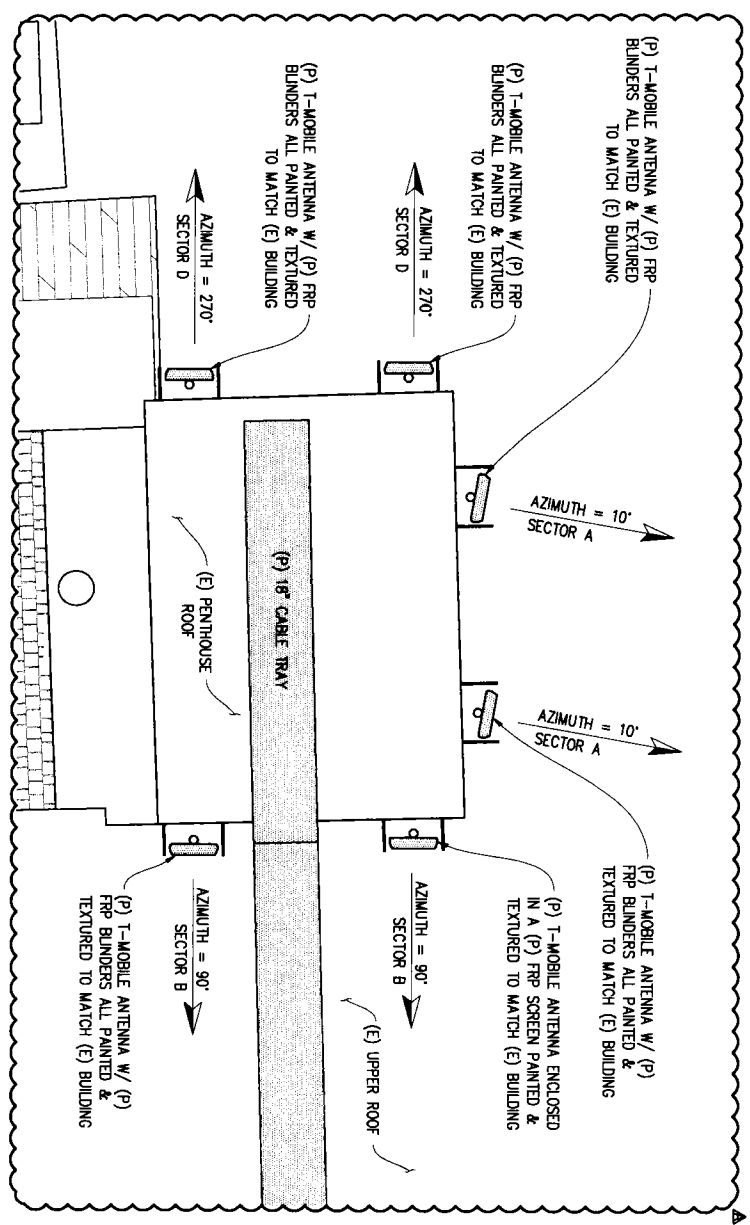 (P) T-MOBILE ANTENNA W/ (P) FRP
BLINDERS ALL PAINTED & TEXTURED
TO MATCH (E) BUILDING
(P) T-MOBILE ANTENNA W/ (P) FRP
BLINDERS ALL PAINTED & TEXTURED
TO MATCH (E) BUILDING
(P) T-MOBILE ANTENNA W/ (P) FRP
BLINDERS ALL PAINTED & TEXTURED
TO MATCH (E) BUILDING
AZIMUTH = 270°
SECTOR D
AZIMUTH = 270°
SECTOR D
AZIMUTH = 10°
SECTOR A
AZIMUTH = 10°
SECTOR A
(P) 18" CABLE TRAY
(E) PENTHOUSE
ROOF
AZIMUTH = 90°
SECTOR B
AZIMUTH = 90°
SECTOR B
(P) T-MOBILE ANTENNA W/ (P)
FRP BLINDERS ALL PAINTED &
TEXTURED TO MATCH (E) BUILDING
(P) T-MOBILE ANTENNA ENCLOSED
IN A (P) FRP SCREEN PAINTED &
TEXTURED TO MATCH (E) BUILDING
(P) T-MOBILE ANTENNA W/ (P)
FRP BLINDERS ALL PAINTED &
TEXTURED TO MATCH (E) BUILDING
(E) UPPER ROOF